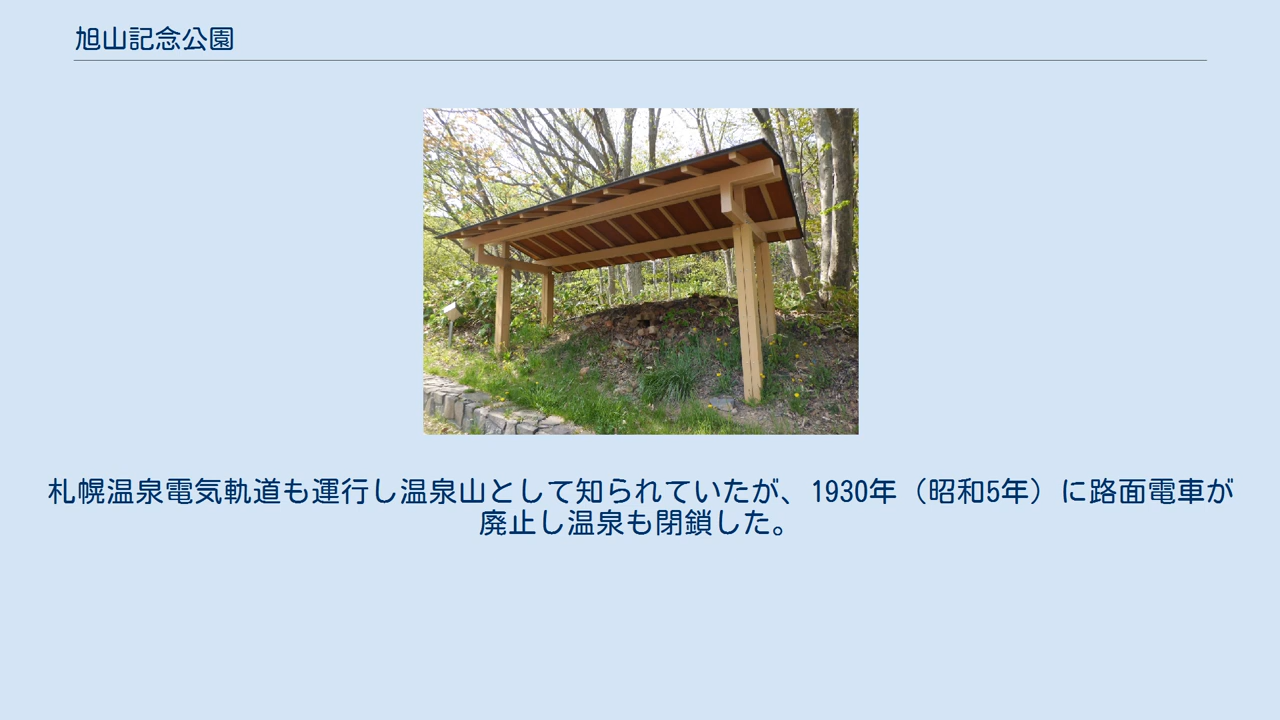 旭山記念公園
札幌温泉電気軌道も運行し温泉山として知られていたが、1930年（昭和5年）に路面電車が
廃止し温泉も閉鎖した。